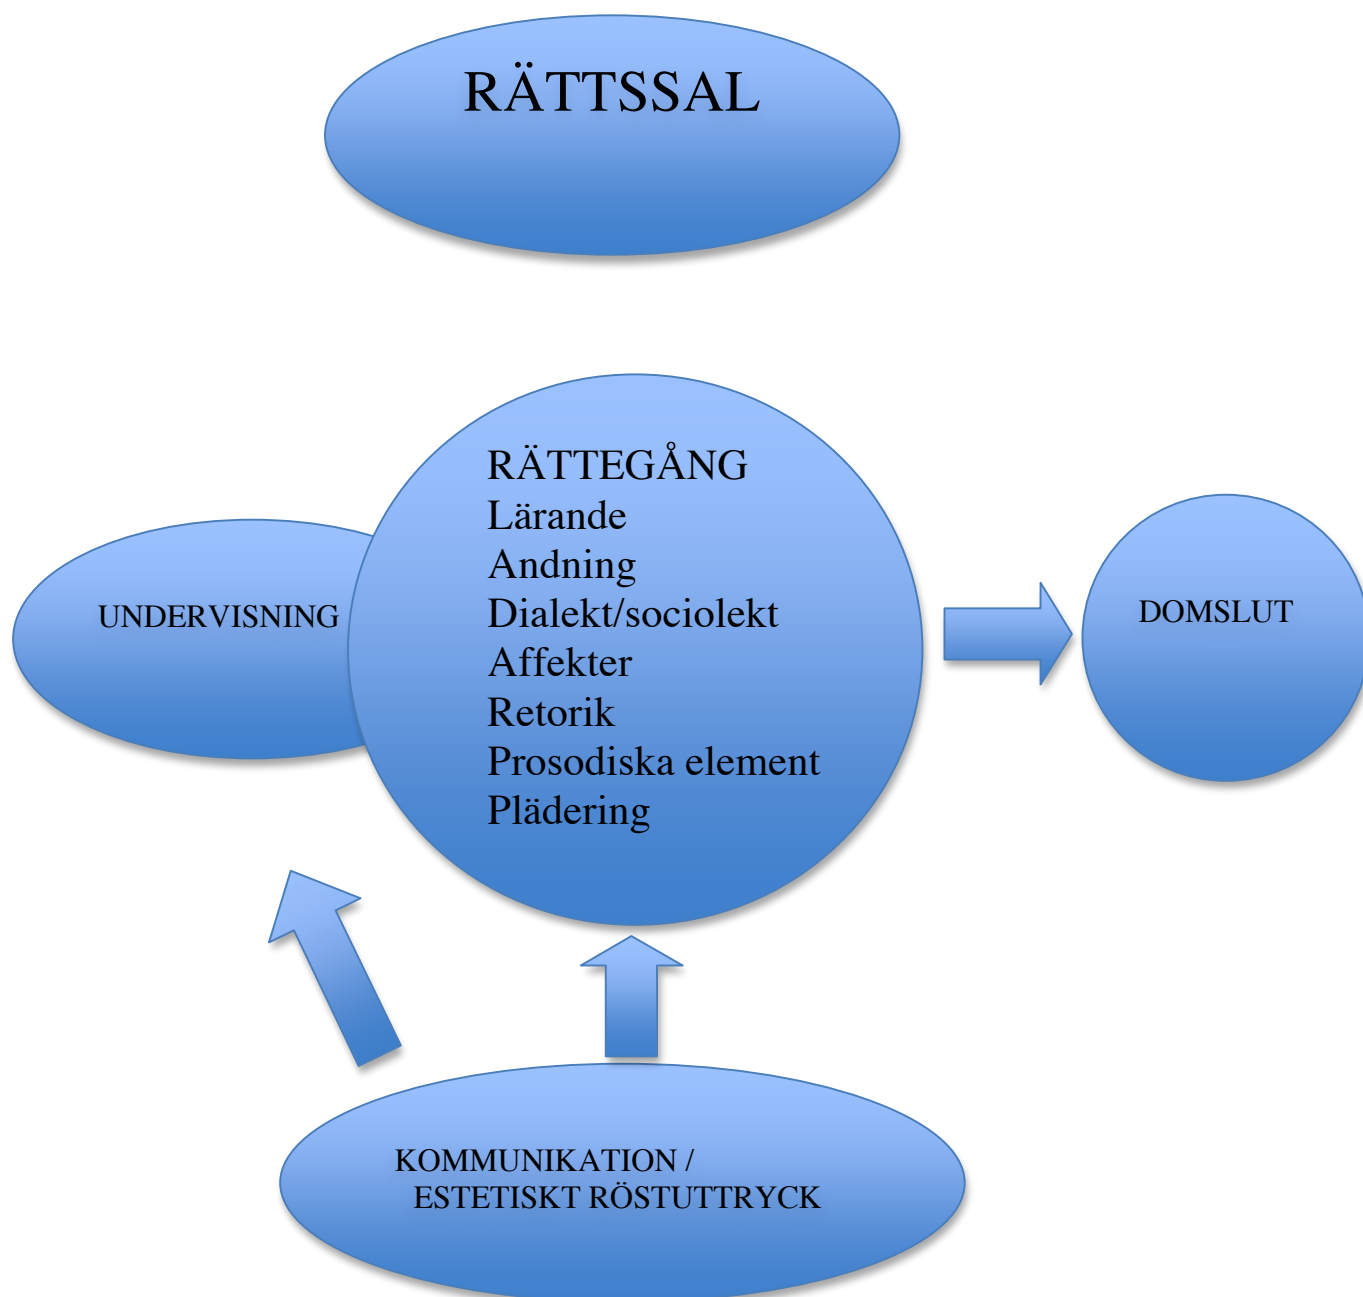 RÄTTSSAL
RÄTTEGÅNG
Lärande
Andning
Dialekt/sociolekt
Affekter
Retorik
Prosodiska element
Plädering
UNDERVISNING
DOMSLUT
KOMMUNIKATION /
ESTETISKT RÖSTUTTRYCK